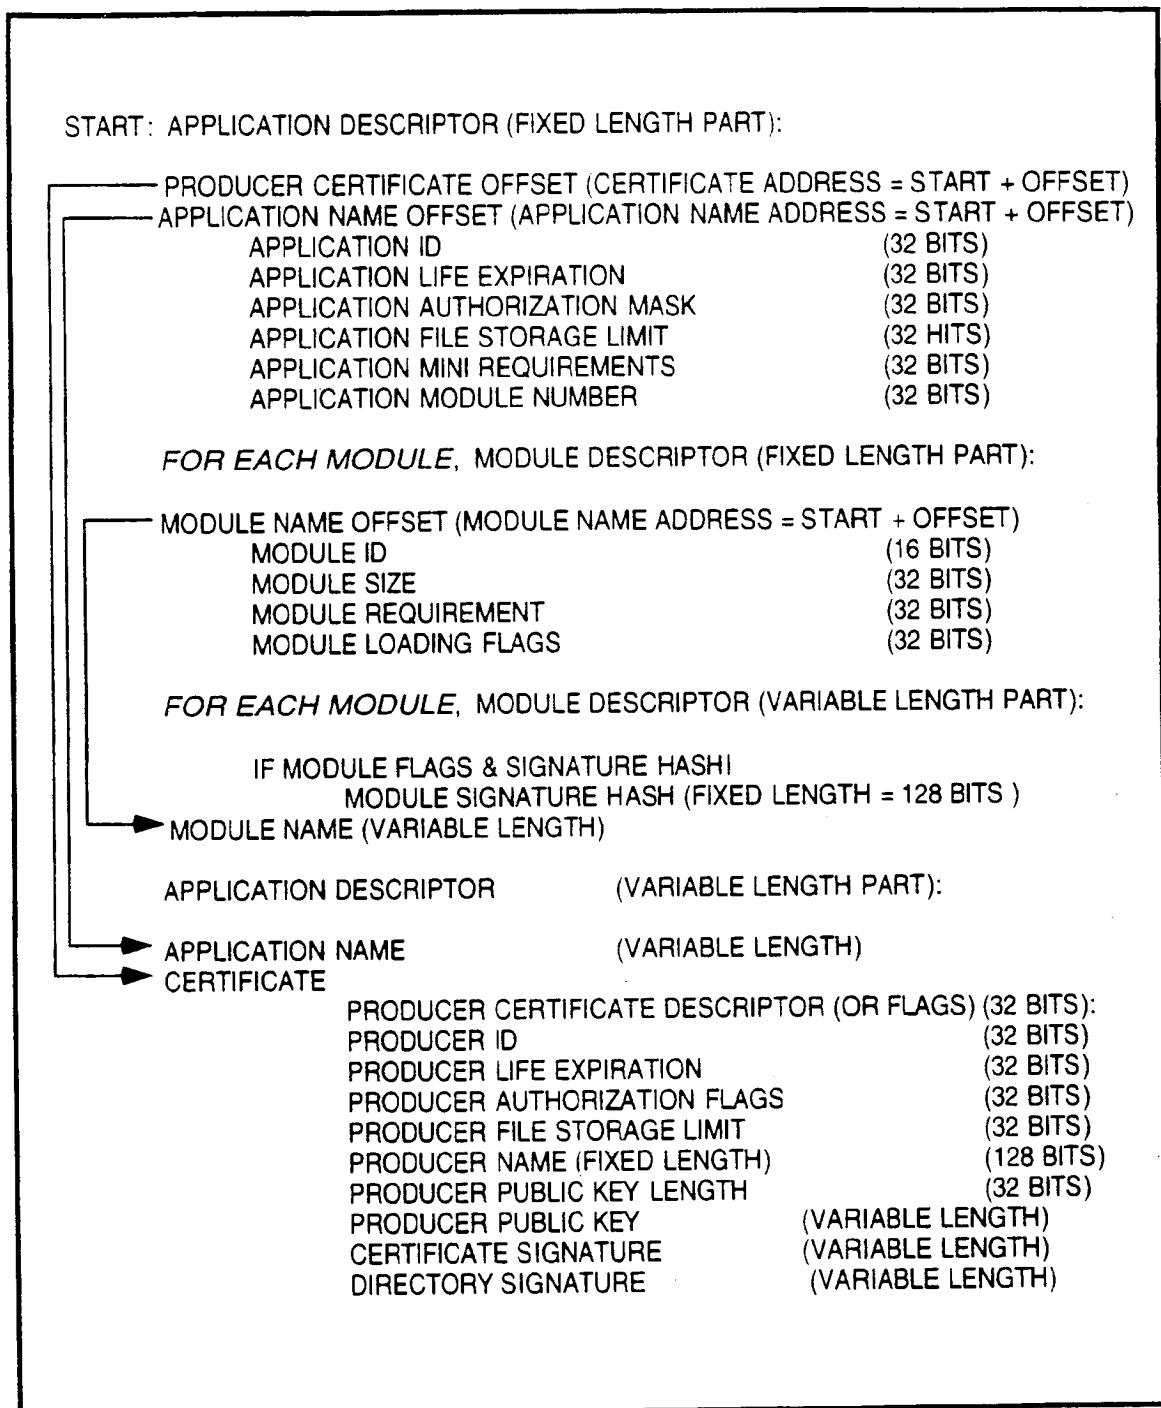 START: APPLICATION DESCRIPTOR (FIXED LENGTH PART):
PRODUCER CERTIFICATE OFFSET (CERTIFICATE ADDRESS = START + OFFSET)
APPLICATION NAME OFFSET (APPLICATION NAME ADDRESS = START + OFFSET)
APPLICATION ID (32 BITS)
APPLICATION LIFE EXPIRATION (32 BITS)
APPLICATION AUTHORIZATION MASK (32 BITS)
APPLICATION FILE STORAGE LIMIT (32 HITS)
APPLICATION MINI REQUIREMENTS (32 BITS)
APPLICATION MODULE NUMBER (32 BITS)
FOR EACH MODULE, MODULE DESCRIPTOR (FIXED LENGTH PART):
MODULE NAME OFFSET (MODULE NAME ADDRESS = START + OFFSET)
MODULE ID (16 BITS)
MODULE SIZE (32 BITS)
MODULE REQUIREMENT (32 BITS)
MODULE LOADING FLAGS (32 BITS)
FOR EACH MODULE, MODULE DESCRIPTOR (VARIABLE LENGTH PART):
IF MODULE FLAGS & SIGNATURE HASHI
MODULE SIGNATURE HASH (FIXED LENGTH = 128 BITS )
MODULE NAME (VARIABLE LENGTH)
APPLICATION DESCRIPTOR (VARIABLE LENGTH PART):
APPLICATION NAME (VARIABLE LENGTH)
CERTIFICATE
PRODUCER CERTIFICATE DESCRIPTOR (OR FLAGS) (32 BITS):
PRODUCER ID (32 BITS)
PRODUCER LIFE EXPIRATION (32 BITS)
PRODUCER AUTHORIZATION FLAGS (32 BITS)
PRODUCER FILE STORAGE LIMIT (32 BITS)
PRODUCER NAME (FIXED LENGTH) (128 BITS)
PRODUCER PUBLIC KEY LENGTH (32 BITS)
PRODUCER PUBLIC KEY (VARIABLE LENGTH)
CERTIFICATE SIGNATURE (VARIABLE LENGTH)
DIRECTORY SIGNATURE (VARIABLE LENGTH)